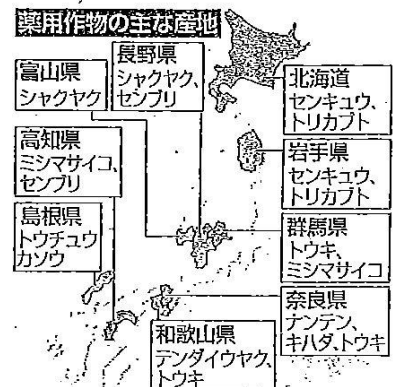 薬用作物の主な産地
長野県
シャクヤク、
センブリ
富山県
シャクヤク
高知県
ミシマサイコ、
センブリ
島根県
トウチュウ
カソウ
北海道
センキュウ、
トリカブト
岩手県
センキュウ、
トリカブト
群馬県
トウキ、
ミシマサイコ
奈良県
ナンテン、
キハダ、トウキ
和歌山県
テンダイウヤク、
トウキ